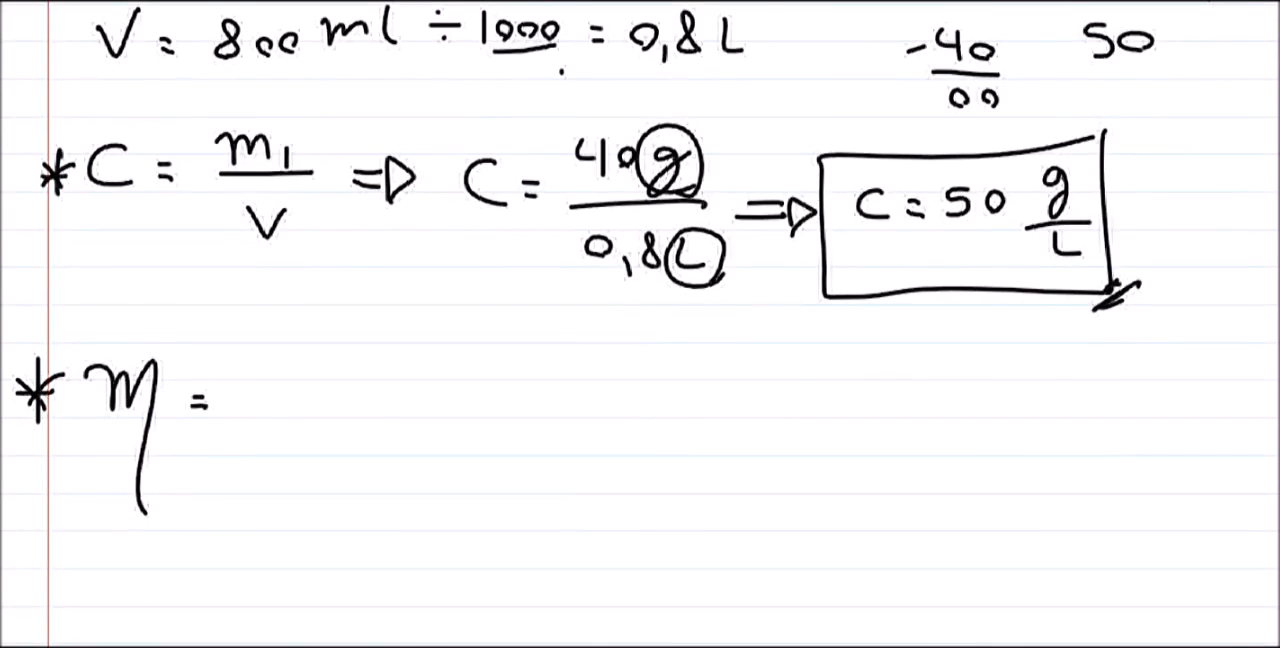 V = 800 ml ÷ 1000 = 0,8 L
-40 50
00
* C = m1/V ⇒ C = 40g/0,8L ⇒ C = 50 g/L
* η =